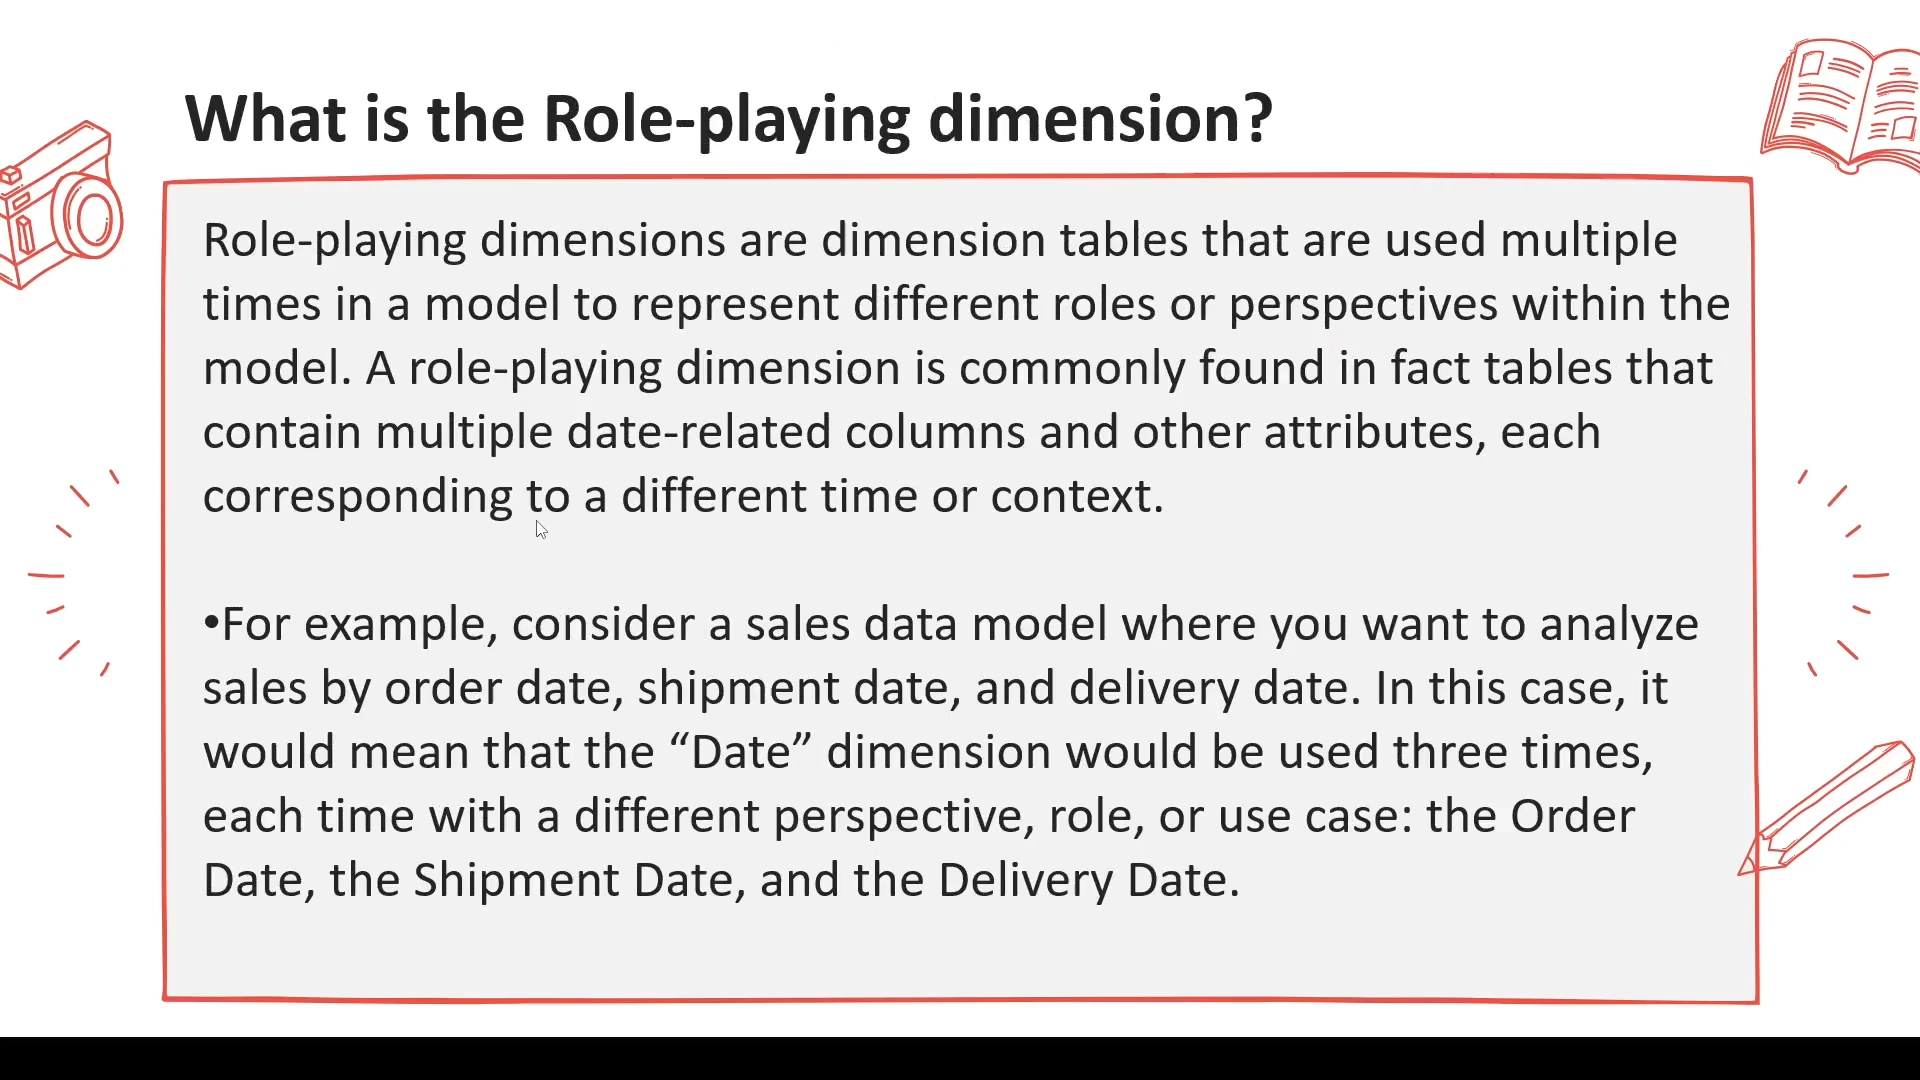 What is the Role-playing dimension?
Role-playing dimensions are dimension tables that are used multiple
times in a model to represent different roles or perspectives within the
model. A role-playing dimension is commonly found in fact tables that
contain multiple date-related columns and other attributes, each
corresponding to a different time or context.
•For example, consider a sales data model where you want to analyze
sales by order date, shipment date, and delivery date. In this case, it
would mean that the “Date” dimension would be used three times,
each time with a different perspective, role, or use case: the Order
Date, the Shipment Date, and the Delivery Date.